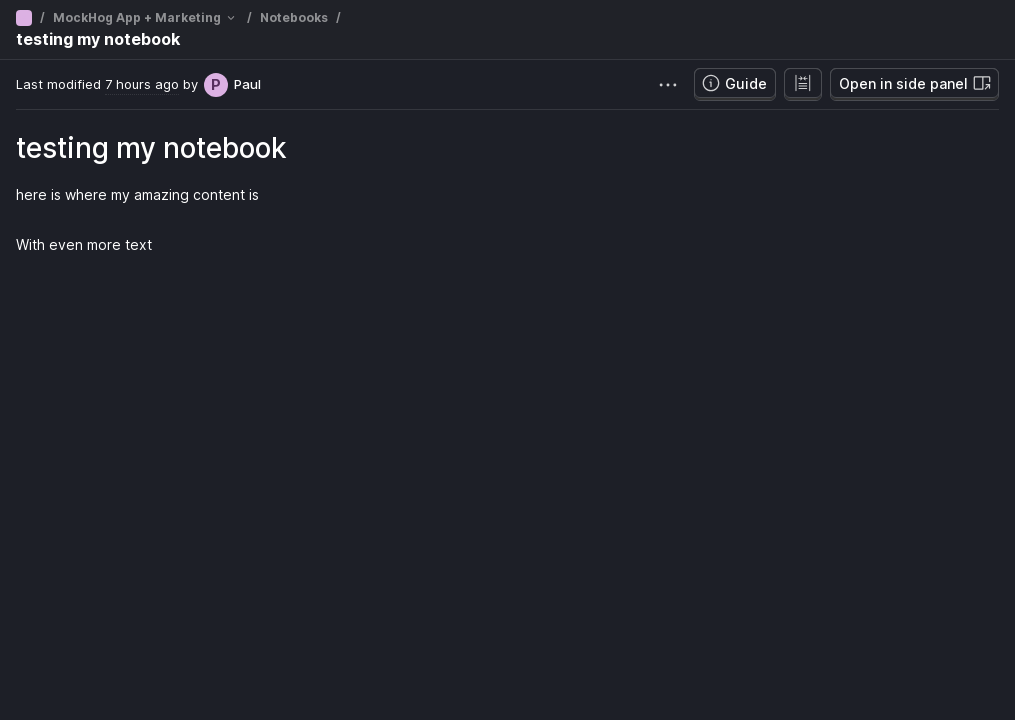 / MockHog App + Marketing / Notebooks /
testing my notebook
Last modified 7 hours ago by P Paul
Guide
Open in side panel
testing my notebook
here is where my amazing content is
With even more text